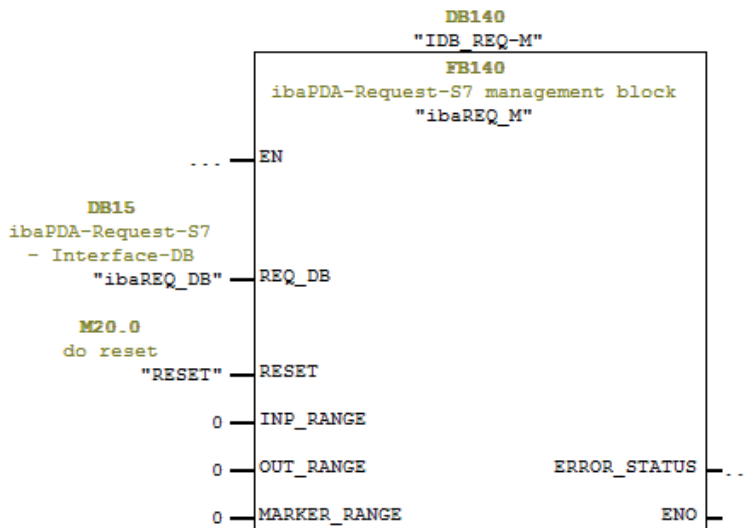 DB140
"IDB_REQ-M"
FB140
ibaPDA-Request-S7 management block
"ibaREQ_M"
... EN
DB15
ibaPDA-Request-S7
- Interface-DB
"ibaREQ_DB" REQ_DB
M20.0
do reset
"RESET" RESET
0 INP_RANGE
0 OUT_RANGE ERROR_STATUS ..
0 MARKER_RANGE ENO